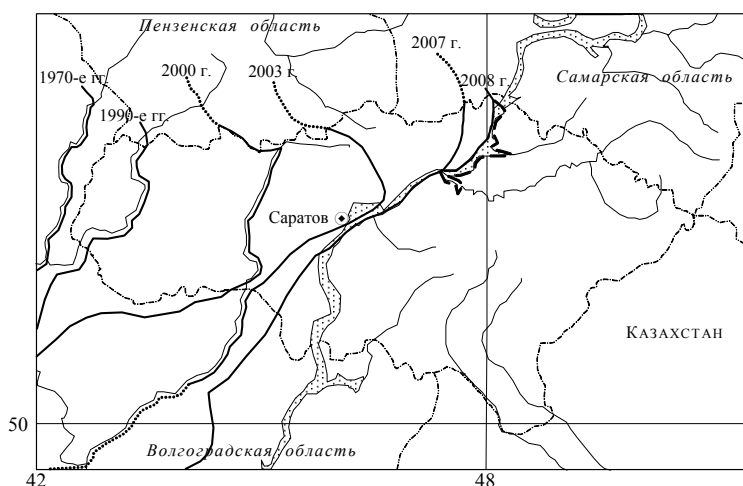 Пензенская область
2007 г.
1970-е гг.
2000 г.
2003 г.
Самарская область
2008 г.
1990-е гг.
Саратов
КАЗАХСТАН
50
Волгоградская область
42
48